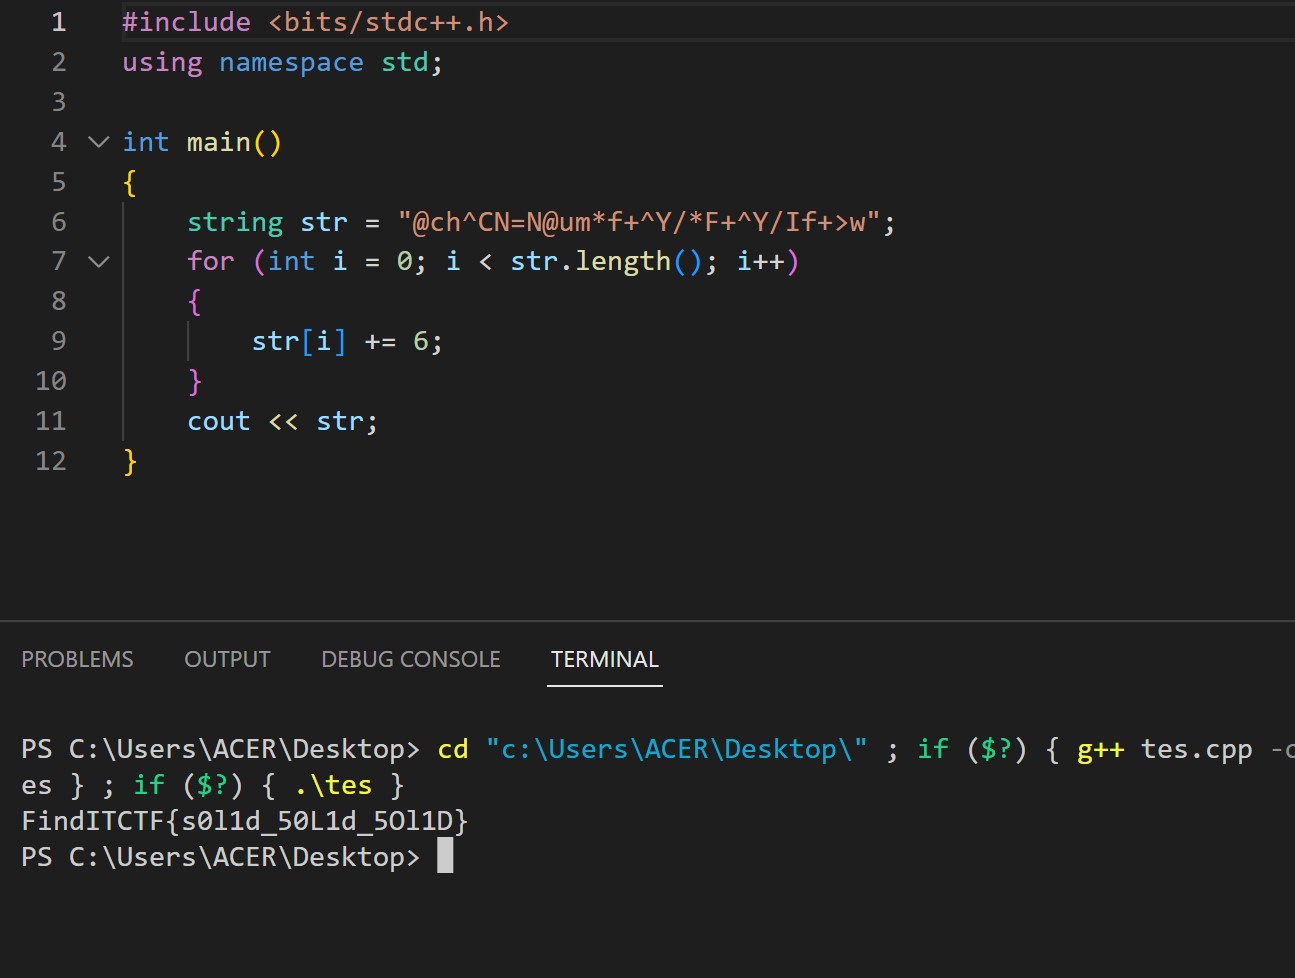 1 #include <bits/stdc++.h>
2 using namespace std;
3
4 int main()
5 {
6 string str = "@ch^CN=N@um*f+^Y/*F+^Y/If+>w";
7 for (int i = 0; i < str.length(); i++)
8 {
9 str[i] += 6;
10 }
11 cout << str;
12 }
PROBLEMS OUTPUT DEBUG CONSOLE TERMINAL
PS C:\Users\ACER\Desktop> cd "c:\Users\ACER\Desktop\" ; if ($?) { g++ tes.cpp -o
es } ; if ($?) { .\tes }
FindITCTF{s0l1d_50L1d_5Ol1D}
PS C:\Users\ACER\Desktop>